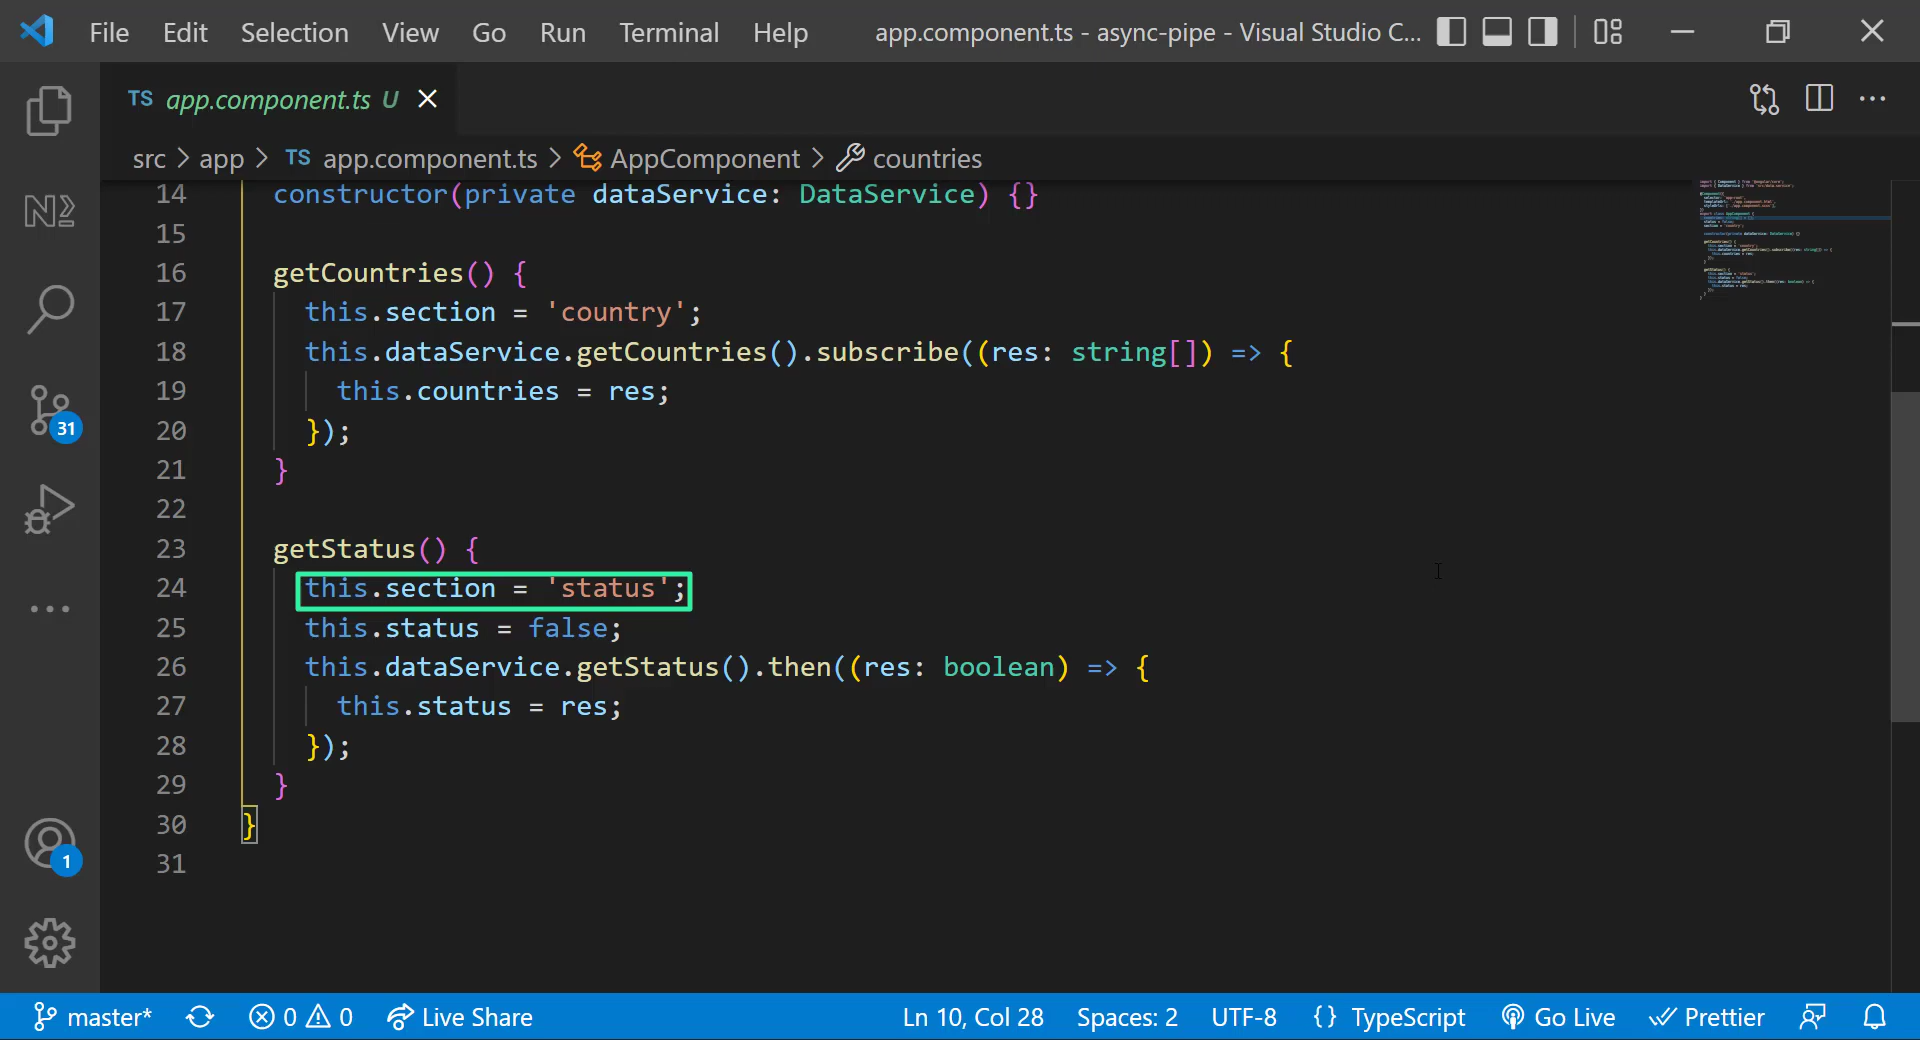 File Edit Selection View Go Run Terminal Help app.component.ts - async-pipe - Visual Studio C...
TS app.component.ts U
src > app > TS app.component.ts > AppComponent > countries
14 constructor(private dataService: DataService) {}
15
16 getCountries() {
17 this.section = 'country';
18 this.dataService.getCountries().subscribe((res: string[]) => {
19 this.countries = res;
20 });
21 }
22
23 getStatus() {
24 this.section = 'status';
25 this.status = false;
26 this.dataService.getStatus().then((res: boolean) => {
27 this.status = res;
28 });
29 }
30 }
31
31
1
master* 0 0 Live Share Ln 10, Col 28 Spaces: 2 UTF-8 {} TypeScript Go Live Prettier